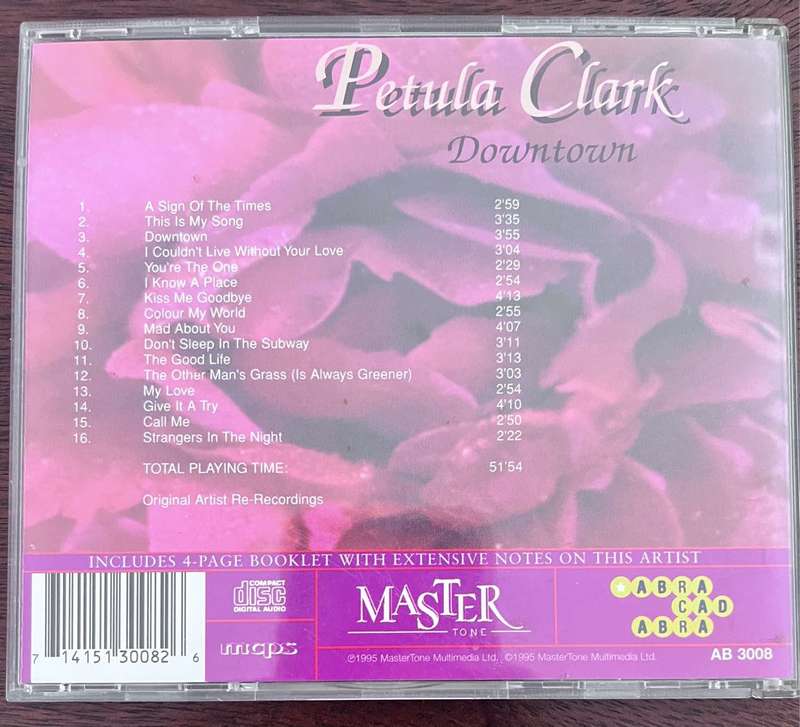 Petula Clark
Downtown
1. A Sign Of The Times 2'59
2. This Is My Song 3'35
3. Downtown 3'55
4. I Couldn't Live Without Your Love 3'04
5. You're The One 2'29
6. I Know A Place 2'54
7. Kiss Me Goodbye 4'13
8. Colour My World 2'55
9. Mad About You 4'07
10. Don't Sleep In The Subway 3'11
11. The Good Life 3'13
12. The Other Man's Grass (Is Always Greener) 3'03
13. My Love 2'54
14. Give It A Try 4'10
15. Call Me 2'50
16. Strangers In The Night 2'22
TOTAL PLAYING TIME: 51'54
Original Artist Re-Recordings
INCLUDES 4-PAGE BOOKLET WITH EXTENSIVE NOTES ON THIS ARTIST
7 14151 30082 6
COMPACT
disc
DIGITAL AUDIO
mcps
MASTER
TONE
℗1995 MasterTone Multimedia Ltd. ©1995 MasterTone Multimedia Ltd.
ABRA
CAD
ABRA
AB 3008